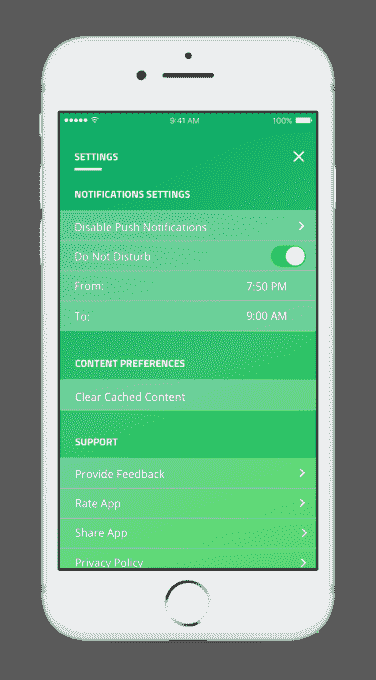 9:41 AM 100%
SETTINGS
NOTIFICATIONS SETTINGS
Disable Push Notifications
Do Not Disturb
From: 7:50 PM
To: 9:00 AM
CONTENT PREFERENCES
Clear Cached Content
SUPPORT
Provide Feedback
Rate App
Share App
Privacy Policy